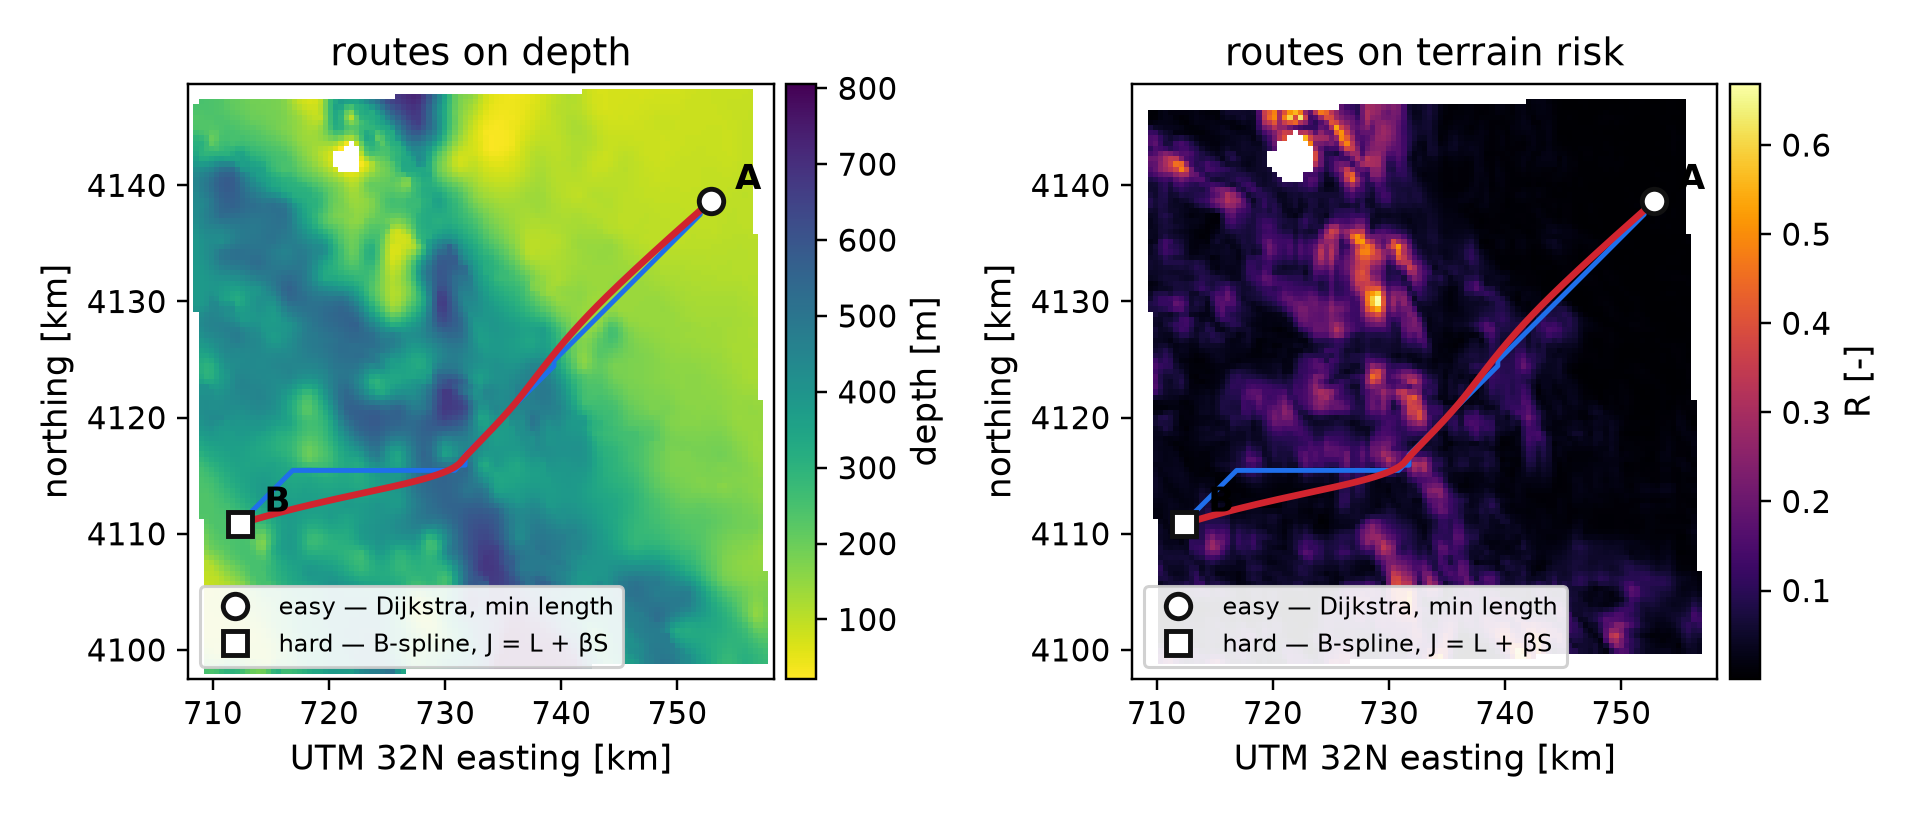 routes on depth
4140
4130
4120
4110
4100
northing [km]
A
B
easy — Dijkstra, min length
hard — B-spline, J = L + βS
710
720
730
740
750
UTM 32N easting [km]
800
700
600
500
400
300
200
100
depth [m]
routes on terrain risk
4140
4130
4120
4110
4100
northing [km]
A
B
easy — Dijkstra, min length
hard — B-spline, J = L + βS
710
720
730
740
750
UTM 32N easting [km]
0.6
0.5
0.4
0.3
0.2
0.1
R [-]